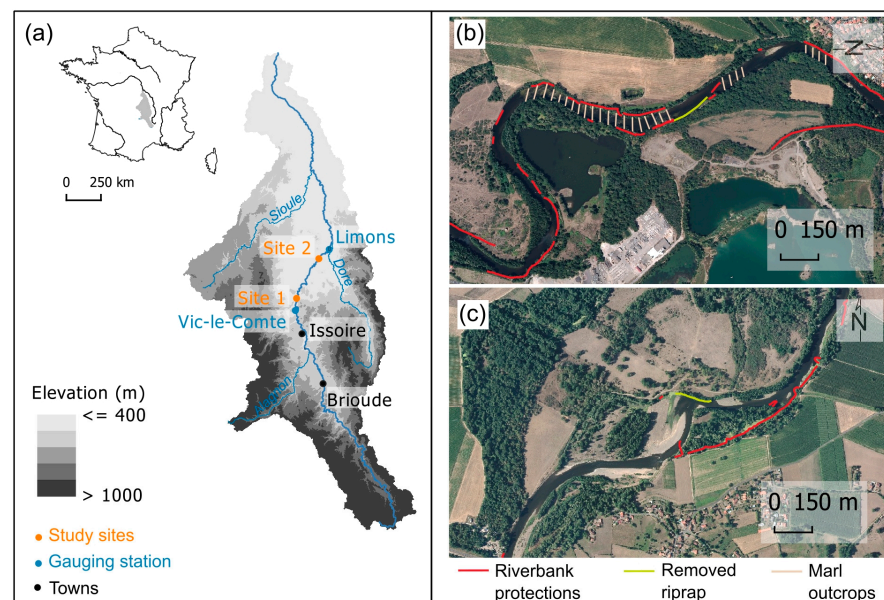 (a)
0 250 km
Sioule
Site 2
Limons
Dore
Site 1
Vic-le-Comte
Issoire
Alagnon
Brioude
Elevation (m)
<= 400
> 1000
Study sites
Gauging station
Towns
(b)
N
0 150 m
(c)
N
0 150 m
Riverbank
protections
Removed
riprap
Marl
outcrops